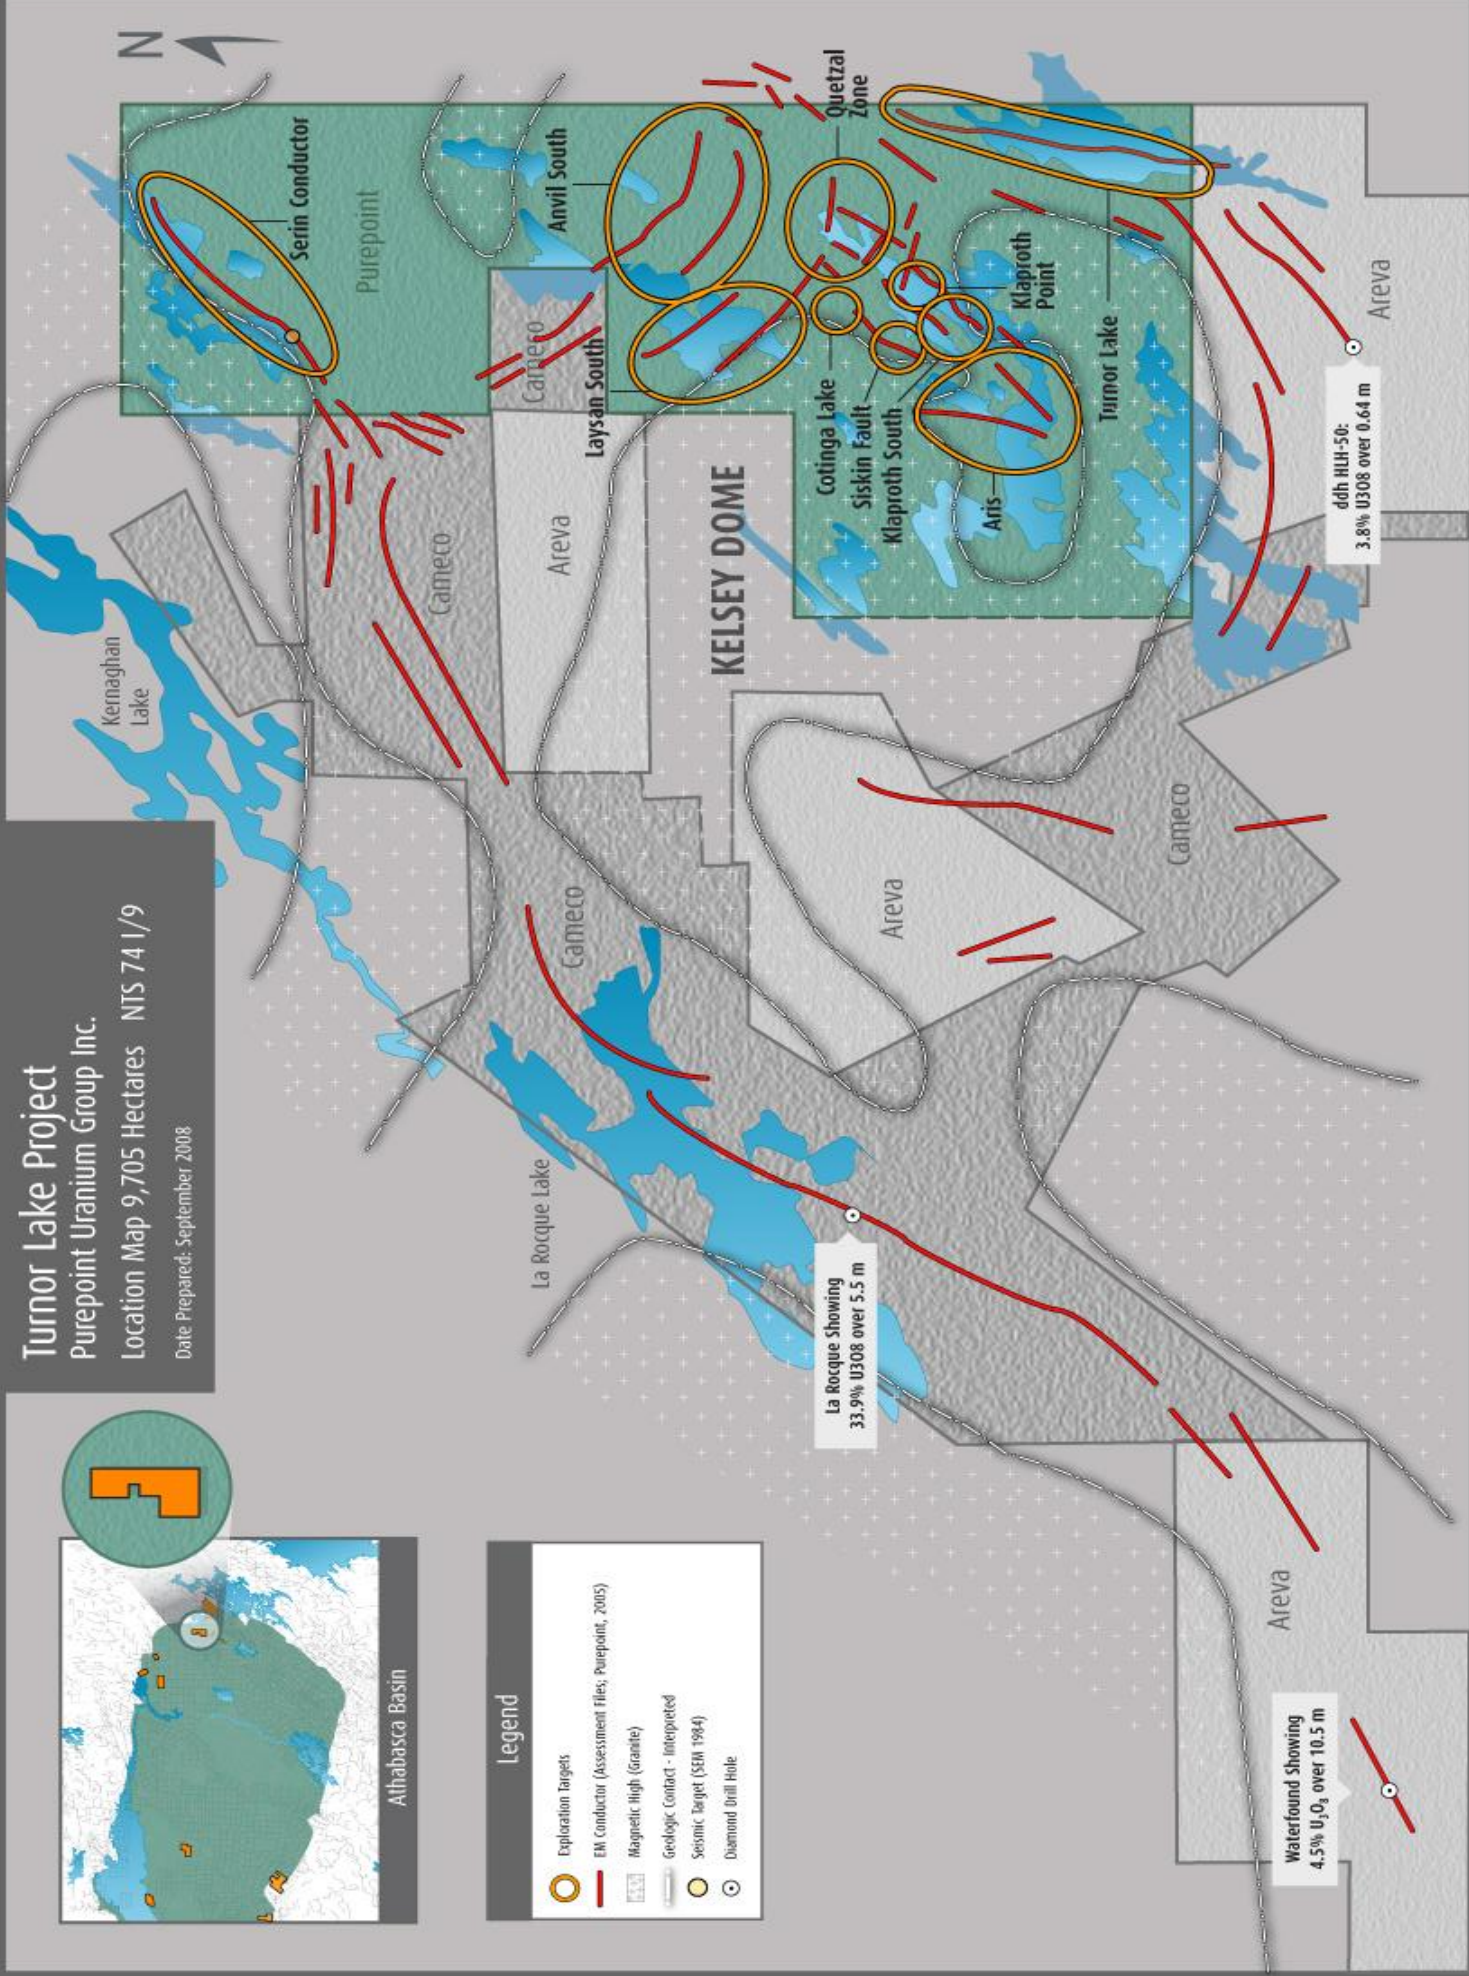 Turnor Lake Project
Purepoint Uranium Group Inc.
Location Map 9,705 Hectares NTS 74 I/9
Date Prepared: September 2008
N
Athabasca Basin
Legend
Exploration Targets
EM Conductor (Assessment Files; Purepoint, 2005)
Magnetic High (Granite)
Geologic Contact - Interpreted
Seismic Target (SEM 1984)
Diamond Drill Hole
Kernaghan
Lake
Serin Conductor
Purepoint
Anvil South
Cameco
Laysan South
Cameco
Areva
KELSEY DOME
Quetzal
Zone
Cotinga Lake
Siskin Fault
Klaproth South
Klaproth
Point
Aris
Turnor Lake
Areva
ddh HLH-50:
3.8% U308 over 0.64 m
La Rocque Lake
Cameco
Areva
Cameco
La Rocque Showing
33.9% U308 over 5.5 m
Areva
Waterfound Showing
4.5% U₃O₈ over 10.5 m